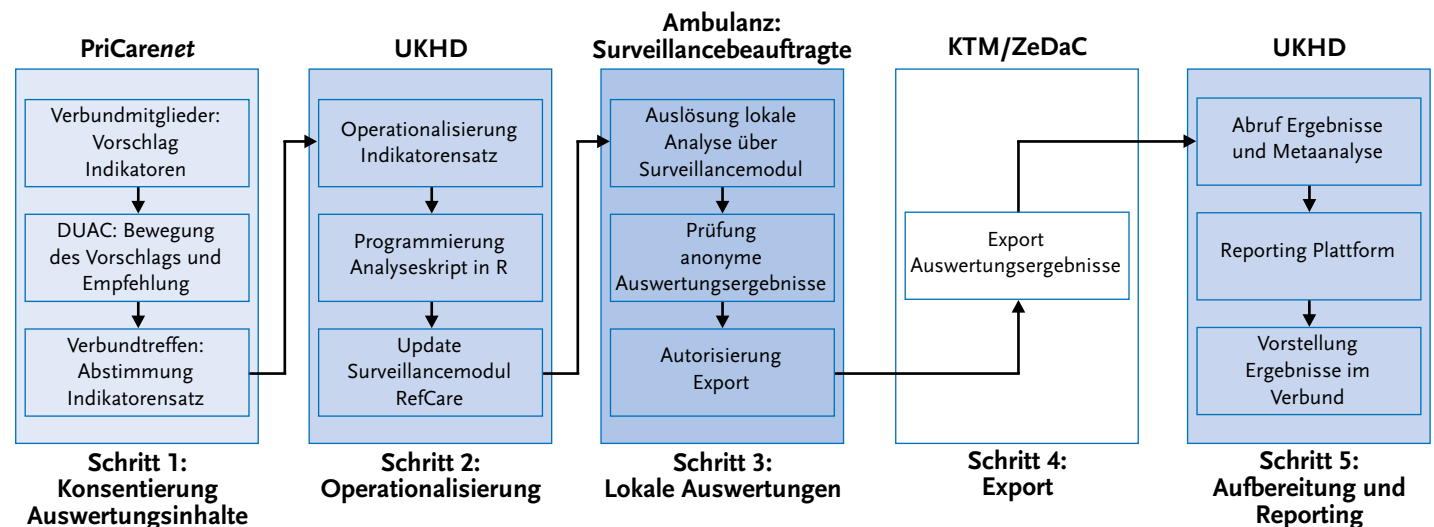 PriCarenet
Verbundmitglieder:
Vorschlag
Indikatoren
DUAC: Bewegung
des Vorschlags und
Empfehlung
Verbundtreffen:
Abstimmung
Indikatorensatz
Schritt 1:
Konsentierung
Auswertungsinhalte
UKHD
Operationalisierung
Indikatorensatz
Programmierung
Analyseskript in R
Update
Surveillancemodul
RefCare
Schritt 2:
Operationalisierung
Ambulanz:
Surveillancebeauftragte
Auslösung lokale
Analyse über
Surveillancemodul
Prüfung
anonyme
Auswertungsergebnisse
Autorisierung
Export
Schritt 3:
Lokale Auswertungen
KTM/ZeDaC
Export
Auswertungsergebnisse
Schritt 4:
Export
UKHD
Abruf Ergebnisse
und Metaanalyse
Reporting Plattform
Vorstellung
Ergebnisse im
Verbund
Schritt 5:
Aufbereitung und
Reporting